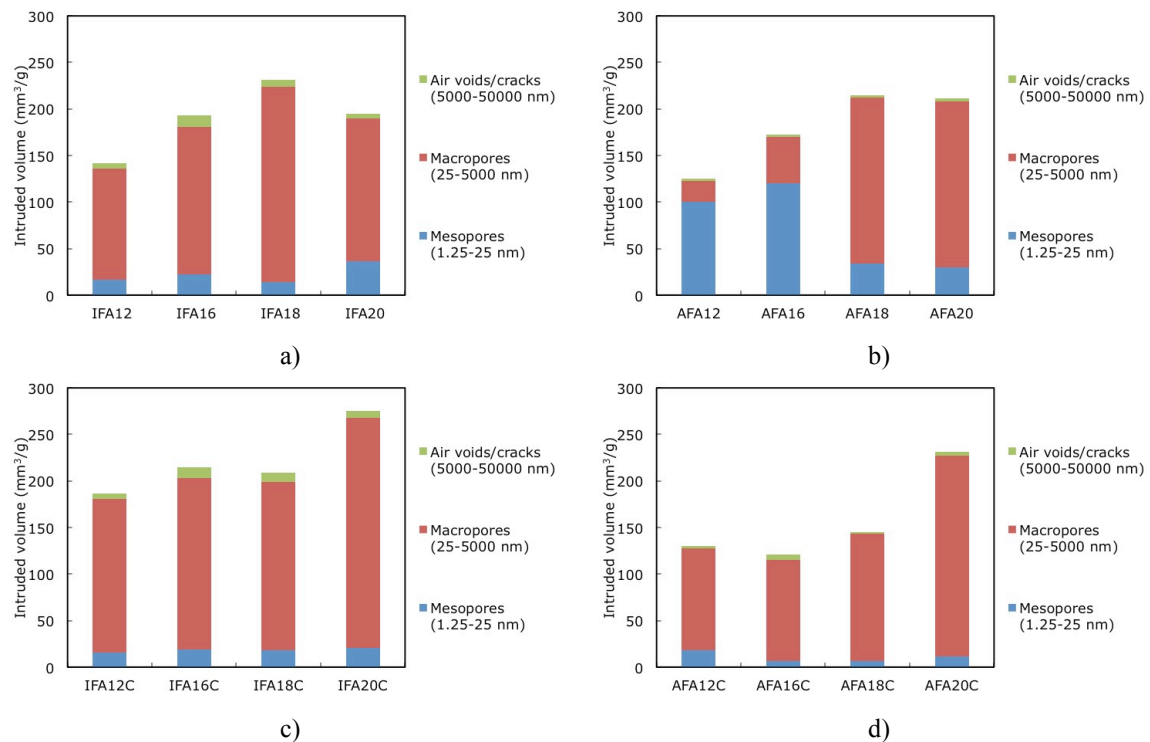 300
250
200
150
100
50
0
Intruded volume (mm³/g)
IFA12 IFA16 IFA18 IFA20
Air voids/cracks
(5000-50000 nm)
Macropores
(25-5000 nm)
Mesopores
(1.25-25 nm)
a)
300
250
200
150
100
50
0
Intruded volume (mm³/g)
AFA12 AFA16 AFA18 AFA20
Air voids/cracks
(5000-50000 nm)
Macropores
(25-5000 nm)
Mesopores
(1.25-25 nm)
b)
300
250
200
150
100
50
0
Intruded volume (mm³/g)
IFA12C IFA16C IFA18C IFA20C
Air voids/cracks
(5000-50000 nm)
Macropores
(25-5000 nm)
Mesopores
(1.25-25 nm)
c)
300
250
200
150
100
50
0
Intruded volume (mm³/g)
AFA12C AFA16C AFA18C AFA20C
Air voids/cracks
(5000-50000 nm)
Macropores
(25-5000 nm)
Mesopores
(1.25-25 nm)
d)